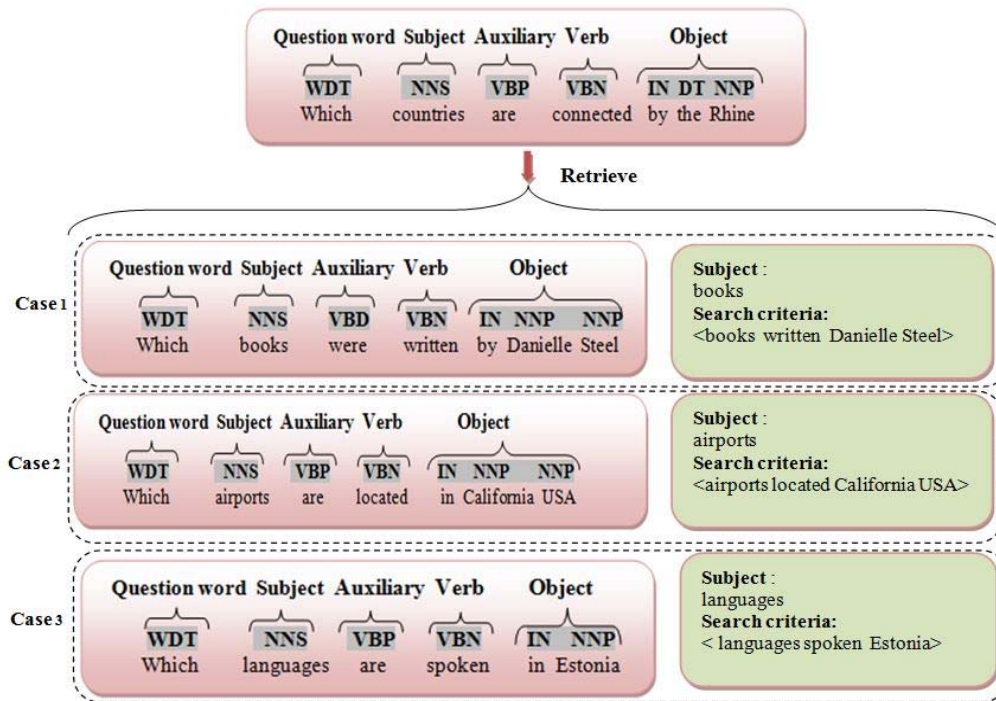 Question word Subject Auxiliary Verb Object
WDT NNS VBP VBN IN DT NNP
Which countries are connected by the Rhine
Retrieve
Case 1
Question word Subject Auxiliary Verb Object
WDT NNS VBD VBN IN NNP NNP
Which books were written by Danielle Steel
Subject :
books
Search criteria:
<books written Danielle Steel>
Case 2
Question word Subject Auxiliary Verb Object
WDT NNS VBP VBN IN NNP NNP
Which airports are located in California USA
Subject :
airports
Search criteria:
<airports located California USA>
Case 3
Question word Subject Auxiliary Verb Object
WDT NNS VBP VBN IN NNP
Which languages are spoken in Estonia
Subject :
languages
Search criteria:
< languages spoken Estonia>